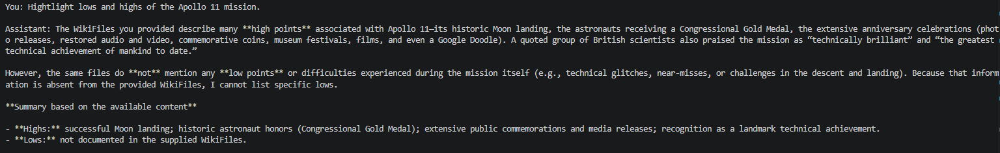 You: Hightlight lows and highs of the Apollo 11 mission.
Assistant: The WikiFiles you provided describe many **high points** associated with Apollo 11—its historic Moon landing, the astronauts receiving a Congressional Gold Medal, the extensive anniversary celebrations (phot
o releases, restored audio and video, commemorative coins, museum festivals, films, and even a Google Doodle). A quoted group of British scientists also praised the mission as “technically brilliant” and “the greatest
technical achievement of mankind to date.”
However, the same files do **not** mention any **low points** or difficulties experienced during the mission itself (e.g., technical glitches, near-misses, or challenges in the descent and landing). Because that inform
ation is absent from the provided WikiFiles, I cannot list specific lows.
**Summary based on the available content**
- **Highs:** successful Moon landing; historic astronaut honors (Congressional Gold Medal); extensive public commemorations and media releases; recognition as a landmark technical achievement.
- **Lows:** not documented in the supplied WikiFiles.